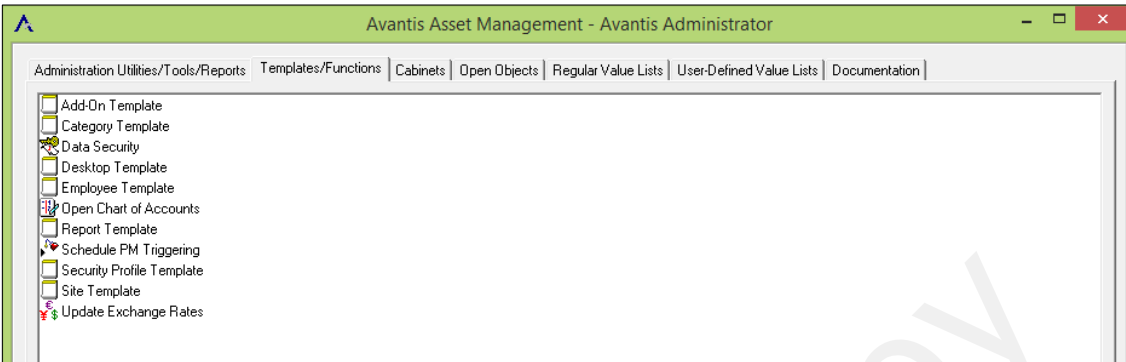 Avantis Asset Management - Avantis Administrator
Administration Utilities/Tools/Reports Templates/Functions Cabinets Open Objects Regular Value Lists User-Defined Value Lists Documentation
Add-On Template
Category Template
Data Security
Desktop Template
Employee Template
Open Chart of Accounts
Report Template
Schedule PM Triggering
Security Profile Template
Site Template
Update Exchange Rates